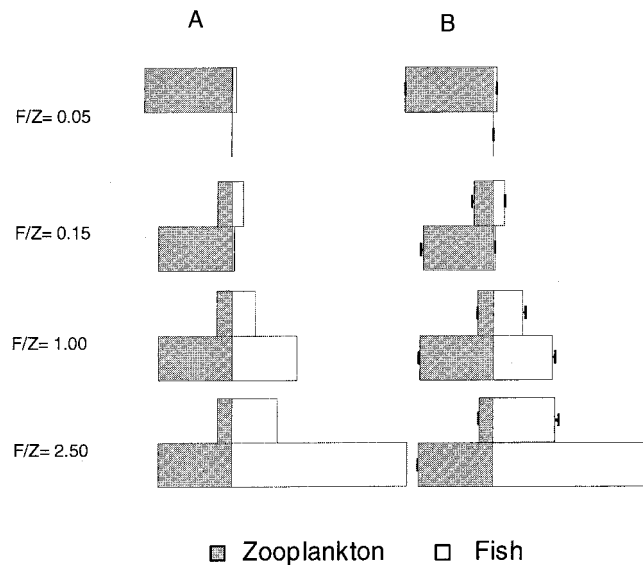 A B
F/Z= 0.05
F/Z= 0.15
F/Z= 1.00
F/Z= 2.50
Zooplankton Fish